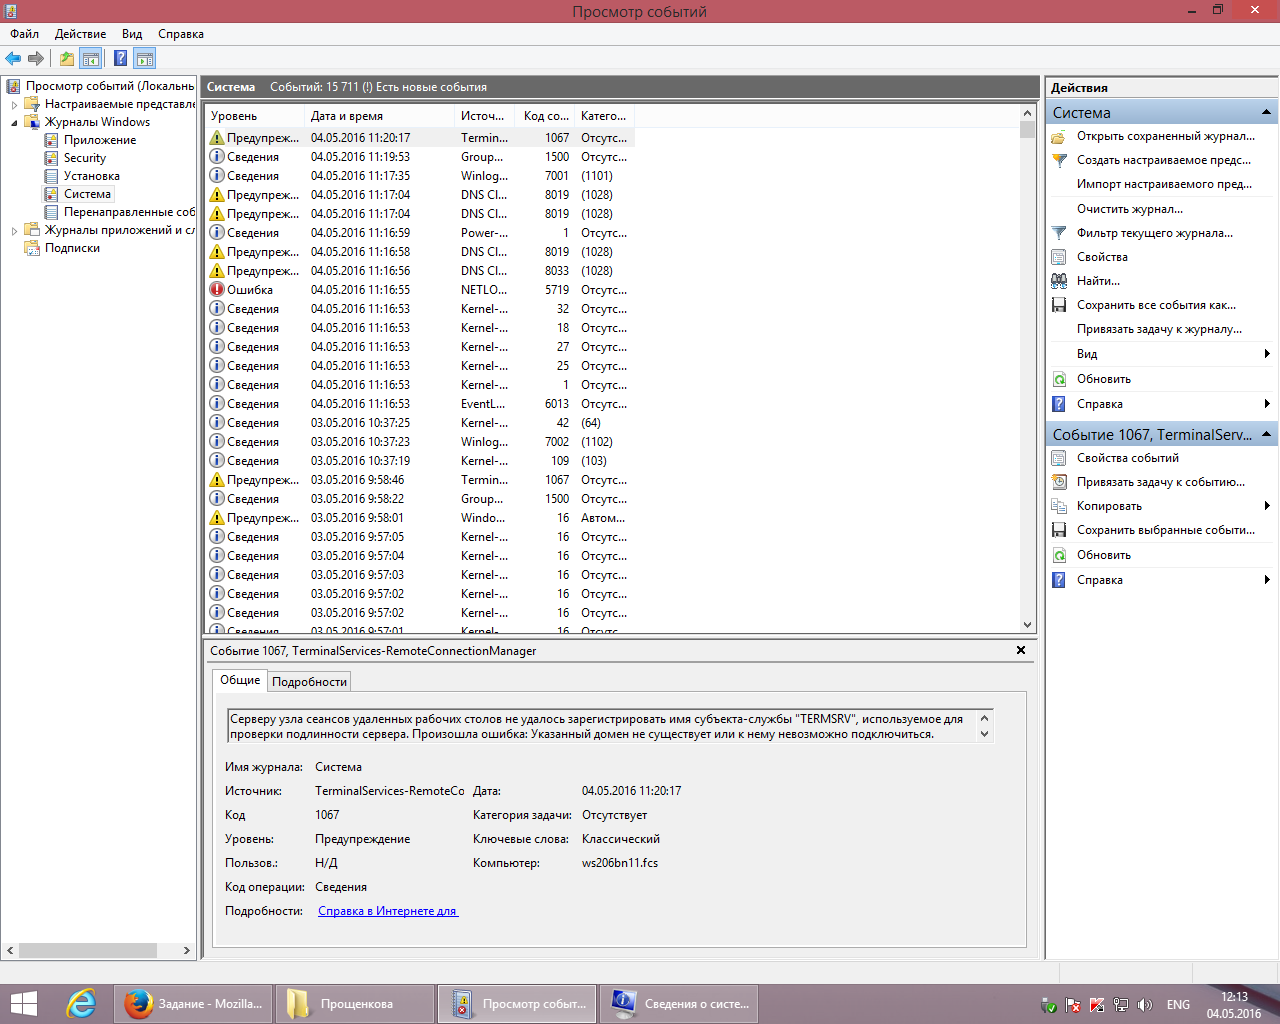 Просмотр событий
Файл Действие Вид Справка
Просмотр событий (Локальнь
Настраиваемые представле
Журналы Windows
Приложение
Security
Установка
Система
Перенаправленные соб
Журналы приложений и сл
Подписки
Система Событий: 15 711 (!) Есть новые события
Уровень Дата и время Источ... Код со... Катего...
Предупреж... 04.05.2016 11:20:17 Termin... 1067 Отсутс...
Сведения 04.05.2016 11:19:53 Group... 1500 Отсутс...
Сведения 04.05.2016 11:17:35 Winlog... 7001 (1101)
Предупреж... 04.05.2016 11:17:04 DNS Cl... 8019 (1028)
Предупреж... 04.05.2016 11:17:04 DNS Cl... 8019 (1028)
Сведения 04.05.2016 11:16:59 Power-... 1 Отсутс...
Предупреж... 04.05.2016 11:16:58 DNS Cl... 8019 (1028)
Предупреж... 04.05.2016 11:16:56 DNS Cl... 8033 (1028)
Ошибка 04.05.2016 11:16:55 NETLO... 5719 Отсутс...
Сведения 04.05.2016 11:16:53 Kernel-... 32 Отсутс...
Сведения 04.05.2016 11:16:53 Kernel-... 18 Отсутс...
Сведения 04.05.2016 11:16:53 Kernel-... 27 Отсутс...
Сведения 04.05.2016 11:16:53 Kernel-... 25 Отсутс...
Сведения 04.05.2016 11:16:53 Kernel-... 1 Отсутс...
Сведения 04.05.2016 11:16:53 EventL... 6013 Отсутс...
Сведения 03.05.2016 10:37:25 Kernel-... 42 (64)
Сведения 03.05.2016 10:37:23 Winlog... 7002 (1102)
Сведения 03.05.2016 10:37:19 Kernel-... 109 (103)
Предупреж... 03.05.2016 9:58:46 Termin... 1067 Отсутс...
Сведения 03.05.2016 9:58:22 Group... 1500 Отсутс...
Предупреж... 03.05.2016 9:58:01 Windo... 16 Автом...
Сведения 03.05.2016 9:57:05 Kernel-... 16 Отсутс...
Сведения 03.05.2016 9:57:04 Kernel-... 16 Отсутс...
Сведения 03.05.2016 9:57:03 Kernel-... 16 Отсутс...
Сведения 03.05.2016 9:57:02 Kernel-... 16 Отсутс...
Сведения 03.05.2016 9:57:02 Kernel-... 16 Отсутс...
Сведения 03.05.2016 9:57:01 Kernel-... 16 Отсутс...
Событие 1067, TerminalServices-RemoteConnectionManager
Общие Подробности
Серверу узла сеансов удаленных рабочих столов не удалось зарегистрировать имя субъекта-службы "TERMSRV", используемое для
проверки подлинности сервера. Произошла ошибка: Указанный домен не существует или к нему невозможно подключиться.
Имя журнала: Система
Источник: TerminalServices-RemoteCo Дата: 04.05.2016 11:20:17
Код 1067 Категория задачи: Отсутствует
Уровень: Предупреждение Ключевые слова: Классический
Пользов.: Н/Д Компьютер: ws206bn11.fcs
Код операции: Сведения
Подробности: Справка в Интернете для
Действия
Система
Открыть сохраненный журнал...
Создать настраиваемое предс...
Импорт настраиваемого пред...
Очистить журнал...
Фильтр текущего журнала...
Свойства
Найти...
Сохранить все события как...
Привязать задачу к журналу...
Вид
Обновить
Справка
Событие 1067, TerminalServ...
Свойства событий
Привязать задачу к событию...
Копировать
Сохранить выбранные событи...
Обновить
Справка
Задание - Mozilla... Прощенкова Просмотр событ... Сведения о систе... ENG 12:13
04.05.2016